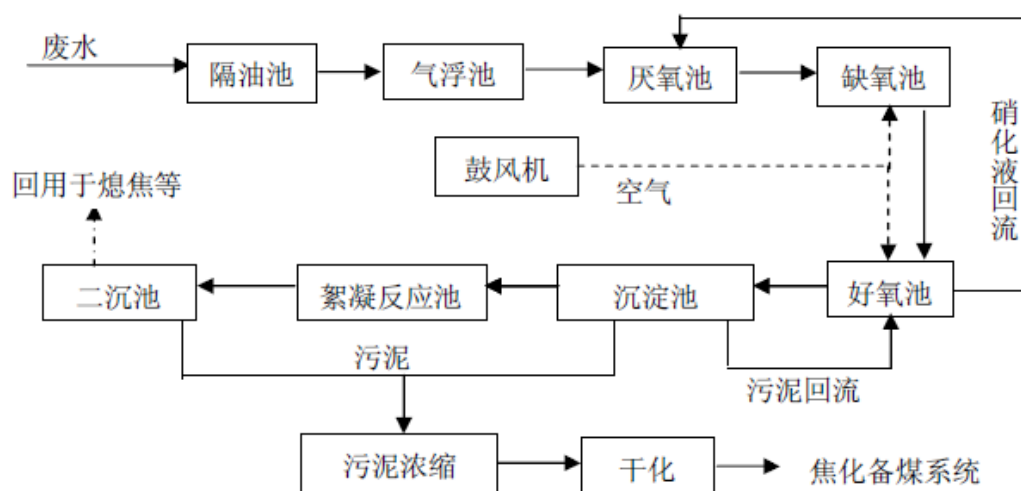 废水
隔油池
气浮池
厌氧池
缺氧池
硝化液回流
鼓风机
空气
回用于熄焦等
二沉池
絮凝反应池
沉淀池
好氧池
污泥
污泥回流
污泥浓缩
干化
焦化备煤系统